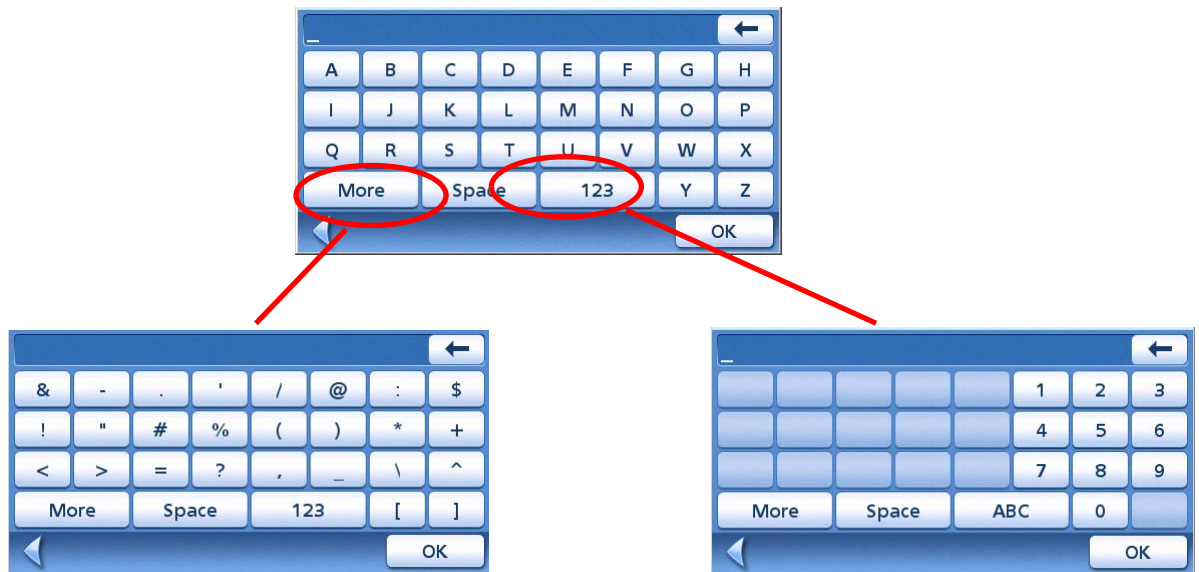 _
←
A B C D E F G H
I J K L M N O P
Q R S T U V W X
More Space 123 Y Z
OK
←
& - . ' / @ : $
! " # % ( ) * +
< > = ? , _ \ ^
More Space 123 [ ]
OK
_
←
1 2 3
4 5 6
7 8 9
More Space ABC 0
OK